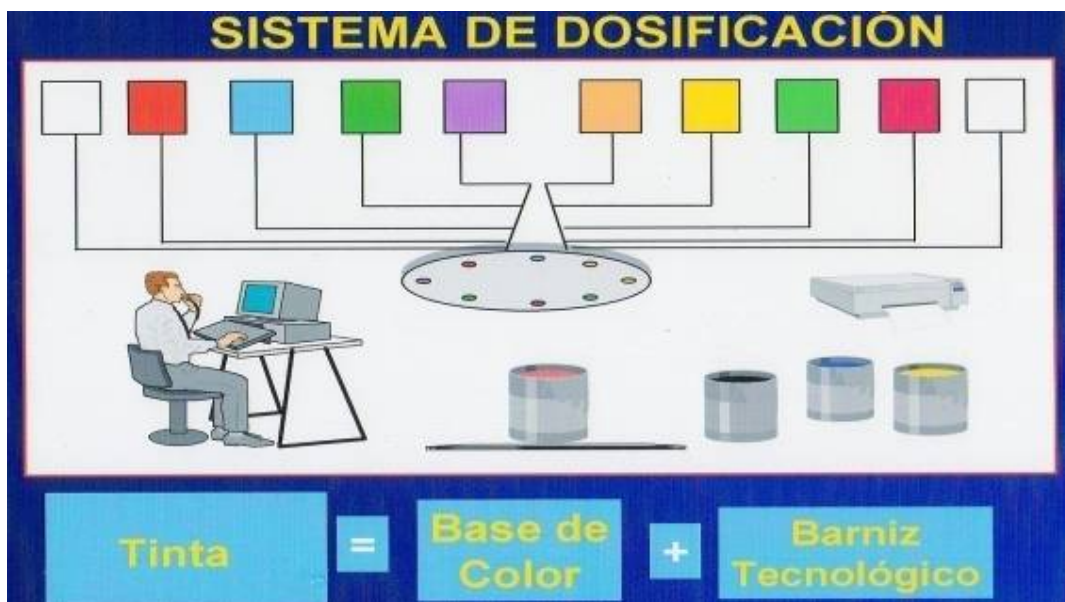 SISTEMA DE DOSIFICACIÓN
Tinta
=
Base de
Color
+
Barniz
Tecnológico